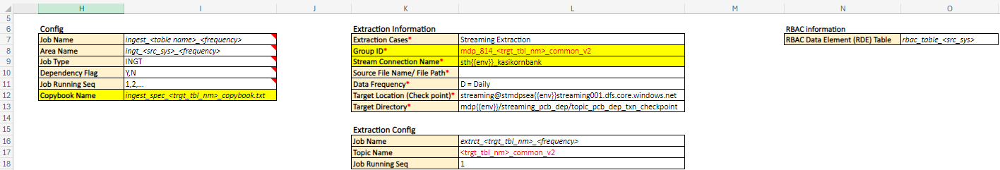 H I J K L M N O
5
6 Config Extraction Information RBAC information
7 Job Name ingest_<table name>_<frequency> Extraction Cases* Streaming Extraction RBAC Data Element (RDE) Table rbac_table_<src_sys>
8 Area Name ingt_<src_sys>_<frequency> Group ID* mdp_814_<trgt_tbl_nm>_common_v2
9 Job Type INGT Stream Connection Name* sth{{env}}_kasikornbank
10 Dependency Flag Y,N Source File Name/ File Path*
11 Job Running Seq 1,2,... Data Frequency* D = Daily
12 Copybook Name ingest_spec_<trgt_tbl_nm>_copybook.txt Target Location (Check point)* streaming@stmdpsea{{env}}streaming001.dfs.core.windows.net
13 Target Directory* mdp{{env}}/streaming_pcb_dep/topic_pcb_dep_txn_checkpoint
14
15 Extraction Config
16 Job Name extrct_<trgt_tbl_nm>_<frequency>
17 Topic Name <trgt_tbl_nm>_common_v2
18 Job Running Seq 1